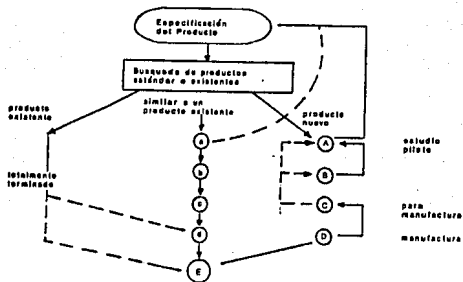 Especificación
del Producto
Busqueda de productos
estándar o existentes
producto
existente
similar a un
producto existente
producto
nuevo
a
A
estudio
piloto
b
B
totalmente
terminado
c
C
para
manufactura
d
D
manufactura
E